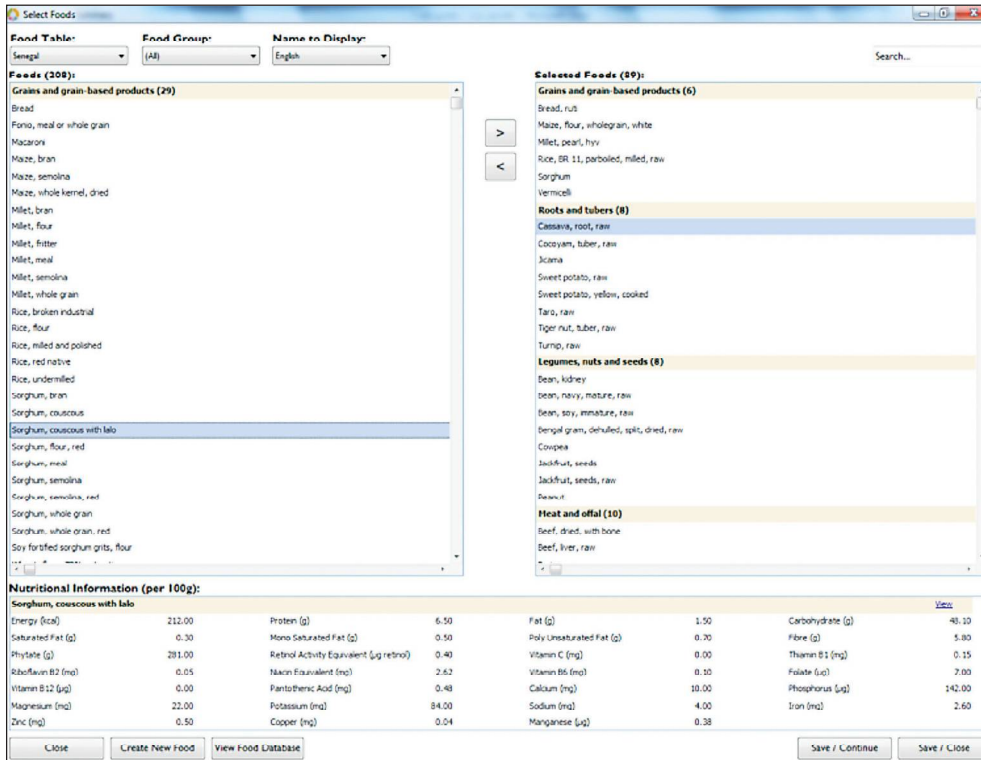 Select Foods
Food Table: Food Group: Name to Display:
Senegal (All) English Search...
Foods (208): Selected Foods (89):
Grains and grain-based products (29)
Bread
Fonio, meal or whole grain
Macaroni
Maize, bran
Maize, semolina
Maize, whole kernel, dried
Millet, bran
Millet, flour
Millet, fritter
Millet, meal
Millet, semolina
Millet, whole grain
Rice, broken industrial
Rice, flour
Rice, milled and polished
Rice, red native
Rice, undermilled
Sorghum, bran
Sorghum, couscous
Sorghum, couscous with lalo
Sorghum, flour, red
Sorghum, meal
Sorghum, semolina
Sorghum, semolina, red
Sorghum, whole grain
Sorghum, whole grain, red
Soy fortified sorghum grits, flour
>
<
Grains and grain-based products (6)
Bread, ruti
Maize, flour, wholegrain, white
Millet, pearl, hyv
Rice, BR 11, parboiled, milled, raw
Sorghum
Vermicelli
Roots and tubers (8)
Cassava, root, raw
Cocoyam, tuber, raw
Jicama
Sweet potato, raw
Sweet potato, yellow, cooked
Taro, raw
Tiger nut, tuber, raw
Turnip, raw
Legumes, nuts and seeds (8)
Bean, kidney
Bean, navy, mature, raw
Bean, soy, immature, raw
Bengal gram, dehulled, split, dried, raw
Cowpea
Jackfruit, seeds
Jackfruit, seeds, raw
Peanut
Meat and offal (10)
Beef, dried, with bone
Beef, liver, raw
Nutritional Information (per 100g):
Sorghum, couscous with lalo View
Energy (kcal) 212.00 Protein (g) 6.50 Fat (g) 1.50 Carbohydrate (g) 43.10
Saturated Fat (g) 0.30 Mono Saturated Fat (g) 0.50 Poly Unsaturated Fat (g) 0.70 Fibre (g) 5.80
Phytate (g) 281.00 Retinol Activity Equivalent (µg retinol) 0.40 Vitamin C (mg) 0.00 Thiamin B1 (mg) 0.15
Riboflavin B2 (mg) 0.05 Niacin Equivalent (mg) 2.62 Vitamin B6 (mg) 0.10 Folate (µg) 7.00
Vitamin B12 (µg) 0.00 Pantothenic Acid (mg) 0.48 Calcium (mg) 10.00 Phosphorus (µg) 142.00
Magnesium (mg) 22.00 Potassium (mg) 84.00 Sodium (mg) 4.00 Iron (mg) 2.60
Zinc (mg) 0.50 Copper (mg) 0.04 Manganese (µg) 0.38
Close Create New Food View Food Database Save / Continue Save / Close